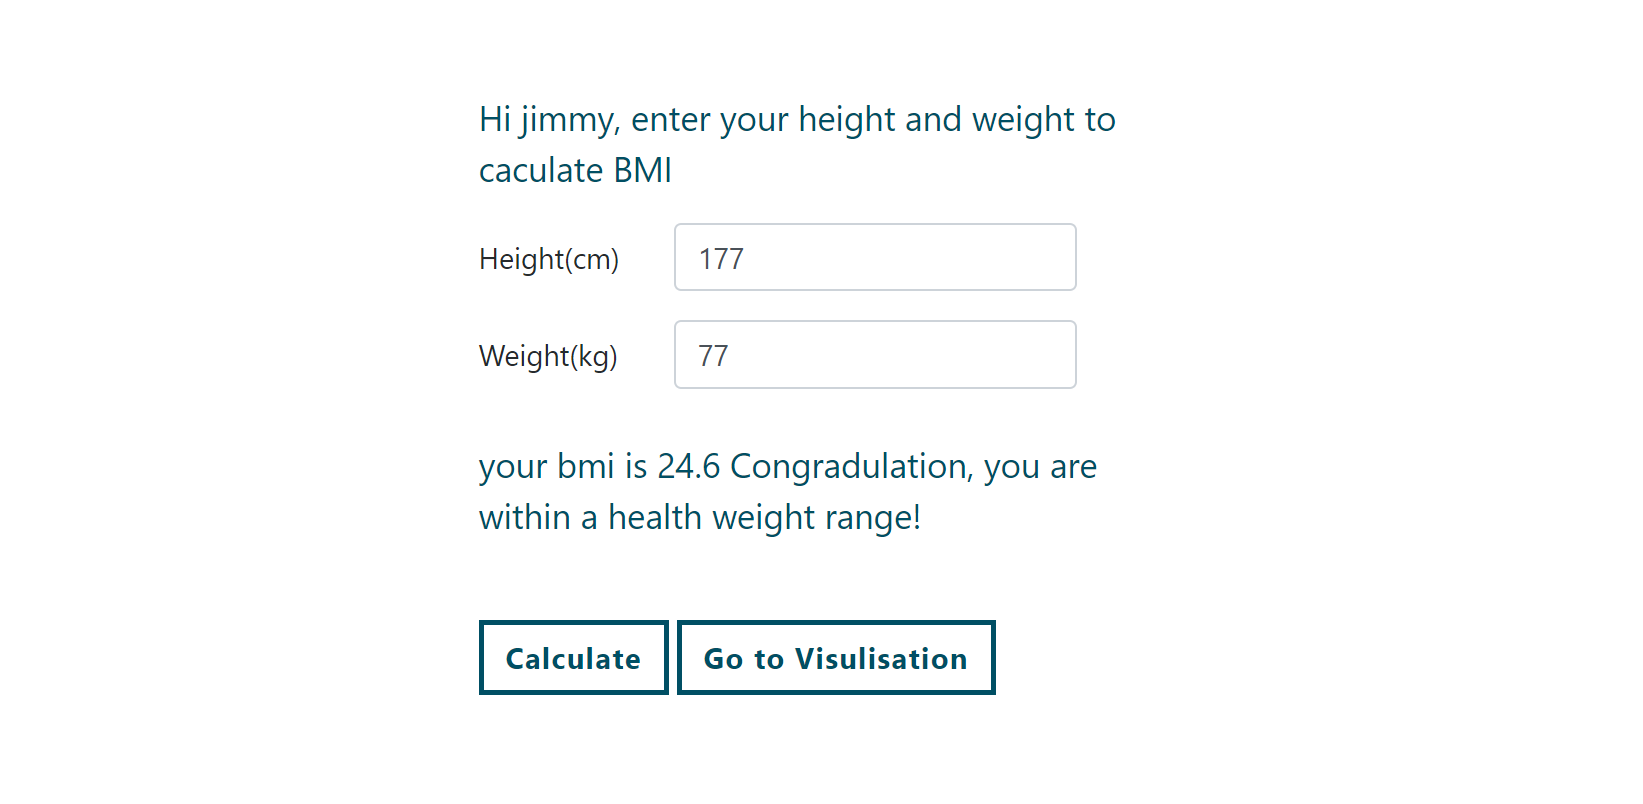 Hi jimmy, enter your height and weight to
caculate BMI
Height(cm) 177
Weight(kg) 77
your bmi is 24.6 Congradulation, you are
within a health weight range!
Calculate Go to Visulisation